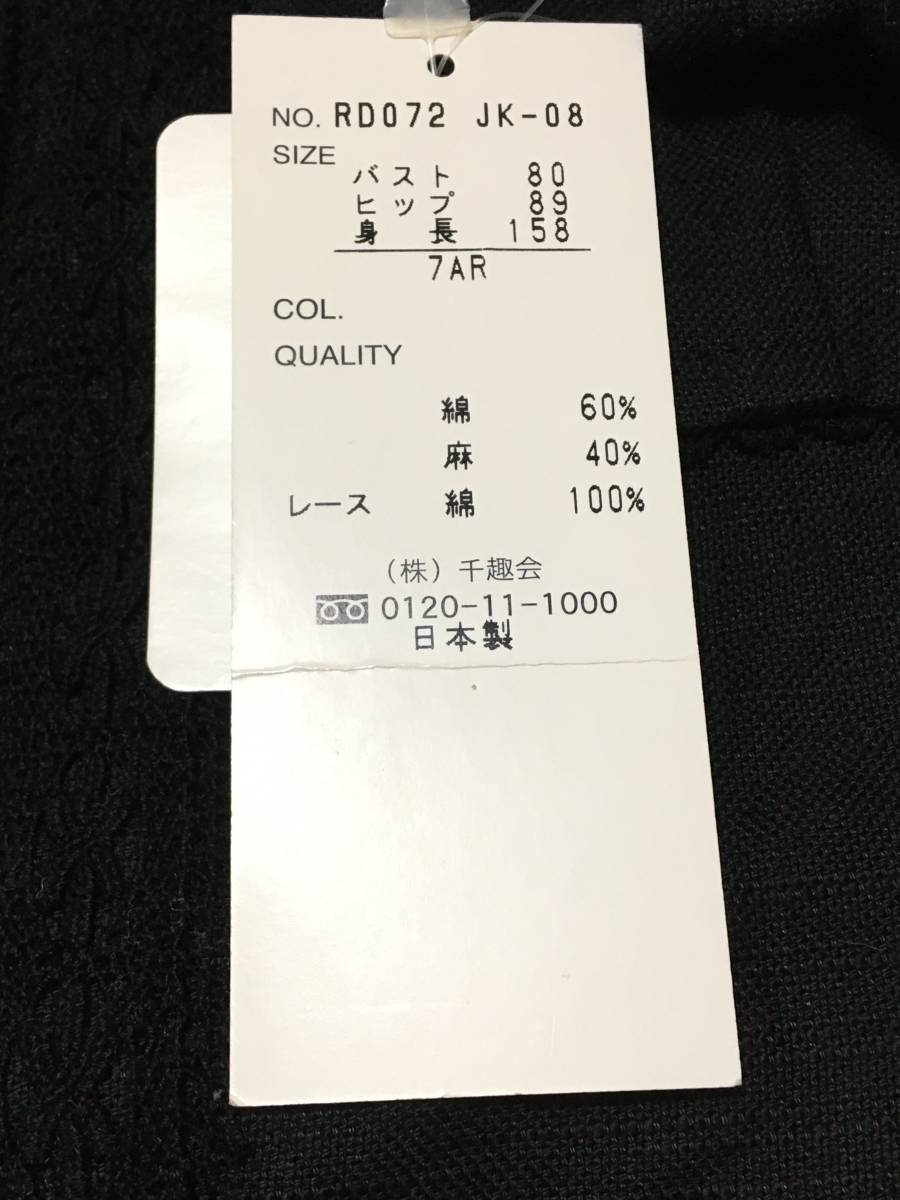 NO. RD072 JK-08
SIZE
バスト 80
ヒップ 89
身長 158
7AR
COL.
QUALITY
綿 60%
麻 40%
レース 綿 100%
（株）千趣会
0120-11-1000
日本製